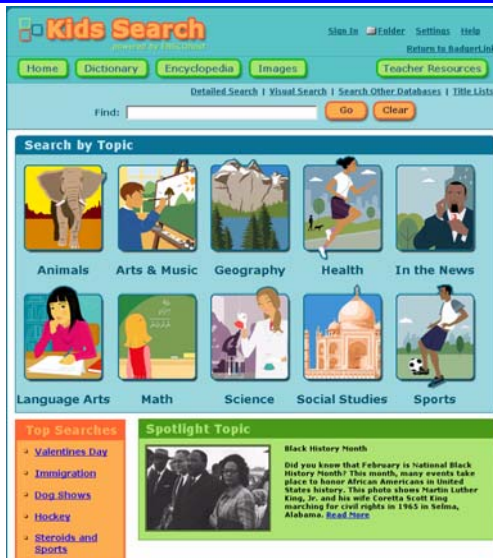 Kids Search
powered by EBSCOhost
Sign In Folder Settings Help
Return to BadgerLink
Home Dictionary Encyclopedia Images Teacher Resources
Detailed Search | Visual Search | Search Other Databases | Title Lists
Find: Go Clear
Search by Topic
Animals Arts & Music Geography Health In the News
Language Arts Math Science Social Studies Sports
Top Searches
Valentines Day
Immigration
Dog Shows
Hockey
Steroids and
Sports
Spotlight Topic
Black History Month
Did you know that February is National Black
History Month? This month, many events take
place to honor African Americans in United
States history. This photo shows Martin Luther
King, Jr. and his wife Coretta Scott King
marching for civil rights in 1965 in Selma,
Alabama. Read More